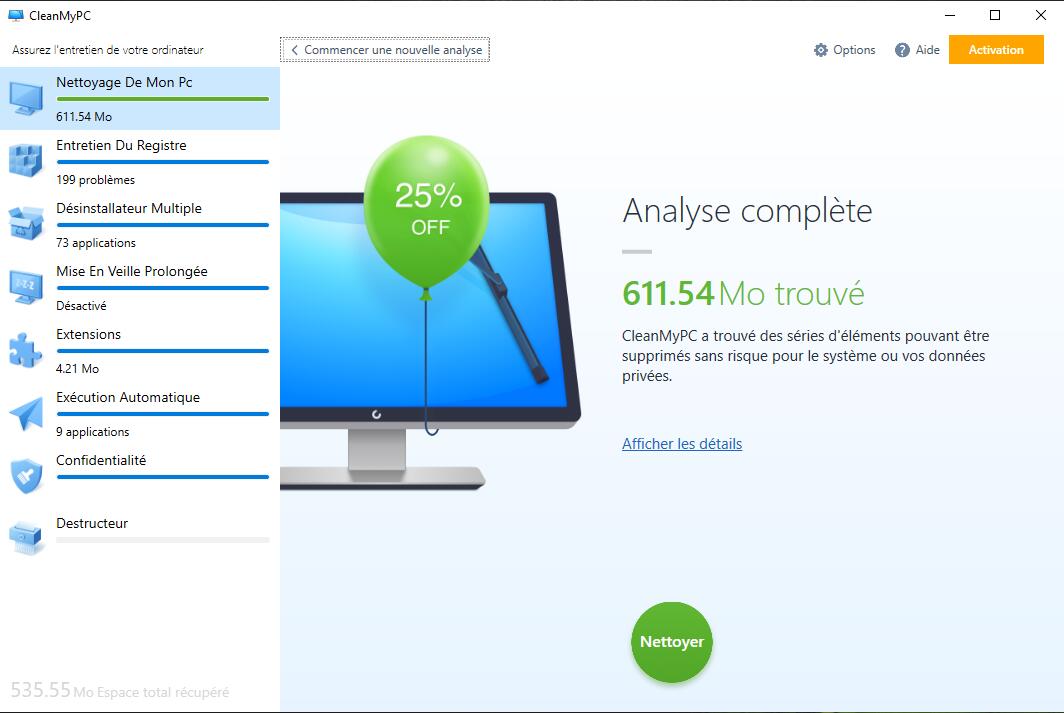 CleanMyPC
Assurez l'entretien de votre ordinateur
Commencer une nouvelle analyse
Options
Aide
Activation
Nettoyage De Mon Pc
611.54 Mo
Entretien Du Registre
199 problèmes
Désinstallateur Multiple
73 applications
Mise En Veille Prolongée
Z-Z-Z
Désactivé
Extensions
4.21 Mo
Exécution Automatique
9 applications
Confidentialité
Destructeur
535.55 Mo Espace total récupéré
25%
OFF
Analyse complète
611.54 Mo trouvé
CleanMyPC a trouvé des séries d'éléments pouvant être
supprimés sans risque pour le système ou vos données
privées.
Afficher les détails
Nettoyer